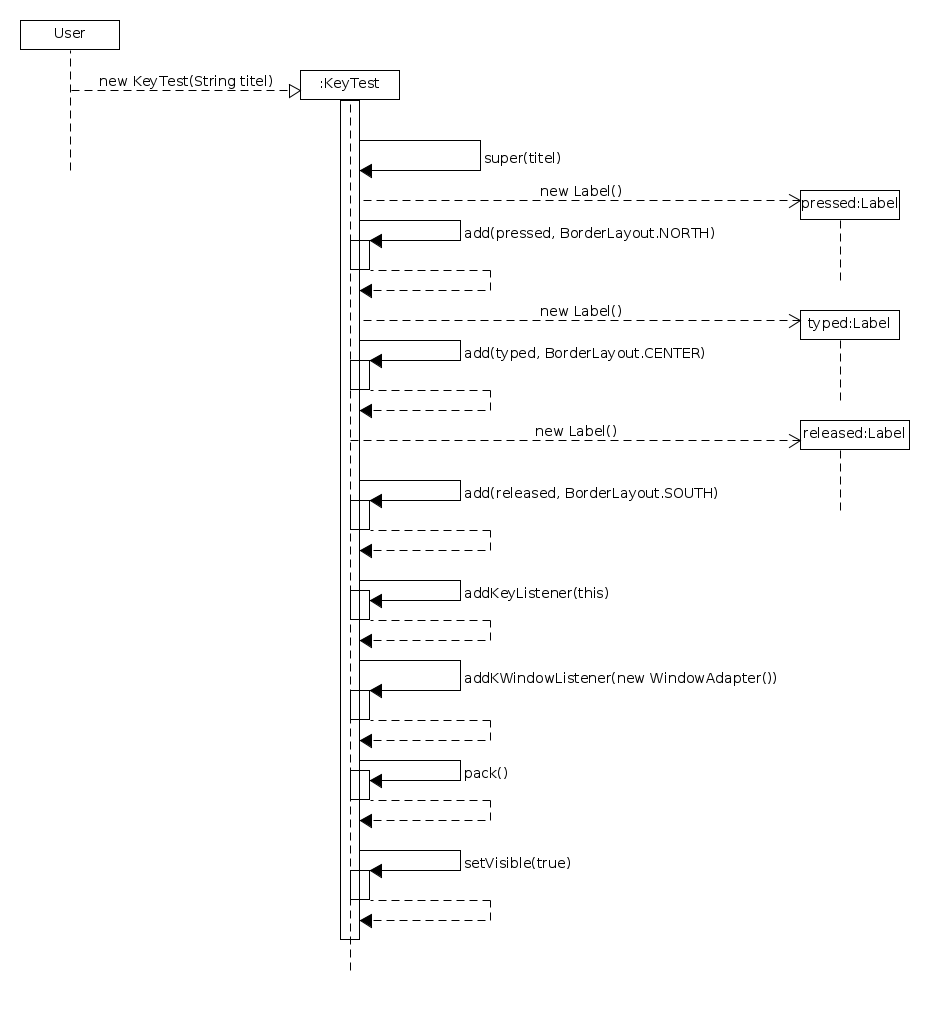 User
new KeyTest(String titel)
:KeyTest
super(titel)
new Label()
pressed:Label
add(pressed, BorderLayout.NORTH)
new Label()
typed:Label
add(typed, BorderLayout.CENTER)
new Label()
released:Label
add(released, BorderLayout.SOUTH)
addKeyListener(this)
addKWindowListener(new WindowAdapter())
pack()
setVisible(true)